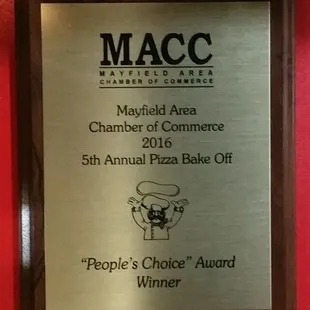 MACC
MAYFIELD AREA
CHAMBER OF COMMERCE
Mayfield Area
Chamber of Commerce
2016
5th Annual Pizza Bake Off
"People's Choice" Award
Winner